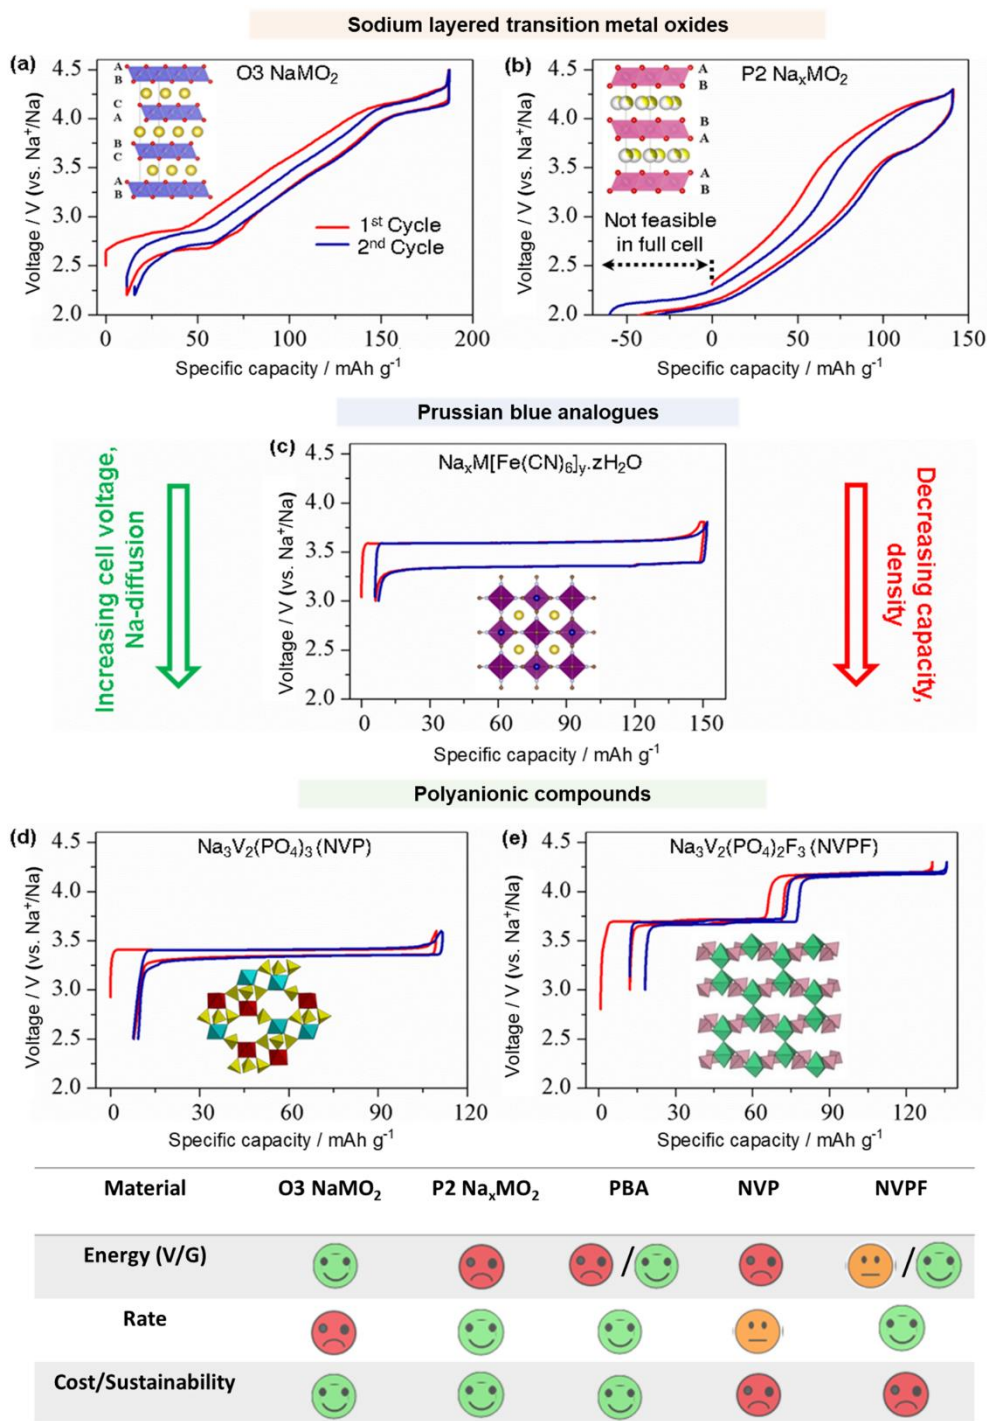 Sodium layered transition metal oxides
(a)
O3 NaMO₂
Voltage / V (vs. Na⁺/Na)
4.5
4.0
3.5
3.0
2.5
2.0
A
B
C
A
B
C
A
B
1ˢᵗ Cycle
2ⁿᵈ Cycle
0 50 100 150 200
Specific capacity / mAh g⁻¹
(b)
P2 NaₓMO₂
Voltage / V (vs. Na⁺/Na)
4.5
4.0
3.5
3.0
2.5
2.0
A
B
B
A
A
B
Not feasible
in full cell
-50 0 50 100 150
Specific capacity / mAh g⁻¹
Prussian blue analogues
Increasing cell voltage,
Na-diffusion
(c)
NaₓM[Fe(CN)₆]ᵧ.zH₂O
Voltage / V (vs. Na⁺/Na)
4.5
4.0
3.5
3.0
2.5
2.0
0 30 60 90 120 150
Specific capacity / mAh g⁻¹
Decreasing capacity,
density
Polyanionic compounds
(d)
Na₃V₂(PO₄)₃ (NVP)
Voltage / V (vs. Na⁺/Na)
4.5
4.0
3.5
3.0
2.5
2.0
0 30 60 90 120
Specific capacity / mAh g⁻¹
(e)
Na₃V₂(PO₄)₂F₃ (NVPF)
Voltage / V (vs. Na⁺/Na)
4.5
4.0
3.5
3.0
2.5
2.0
0 30 60 90 120
Specific capacity / mAh g⁻¹
Material O3 NaMO₂ P2 NaₓMO₂ PBA NVP NVPF
Energy (V/G) / /
Rate
Cost/Sustainability